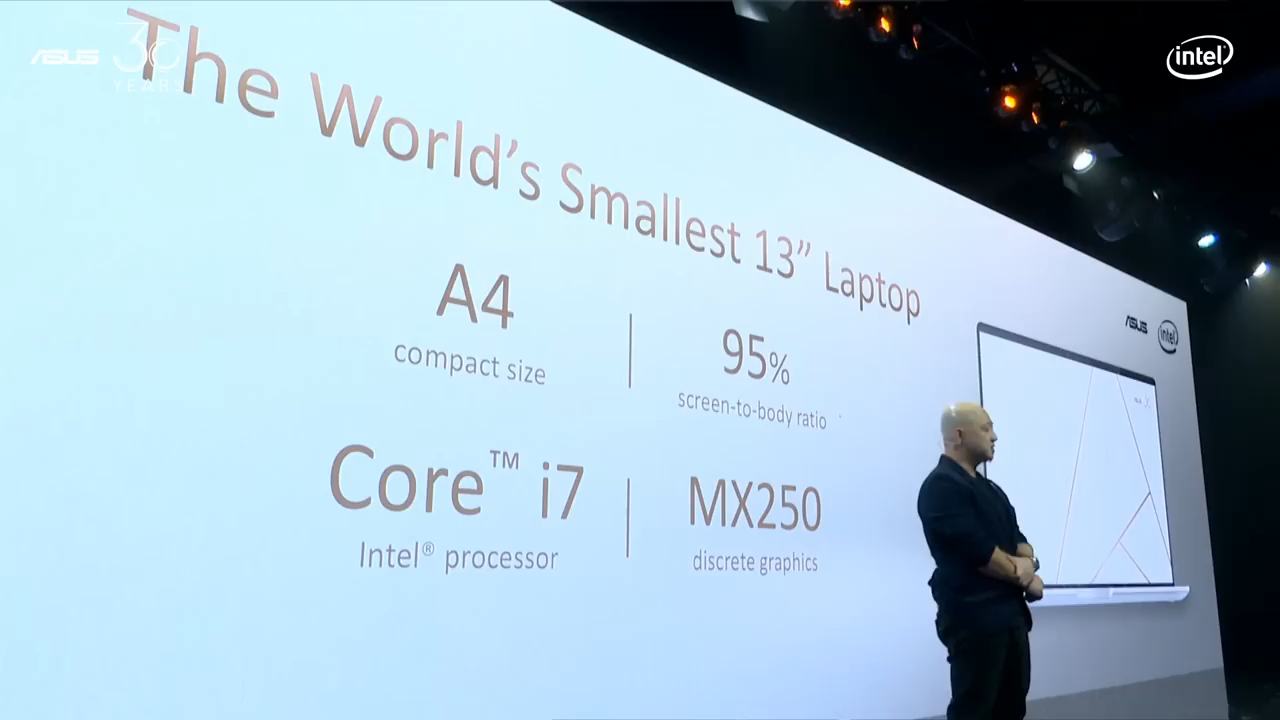 ASUS 30 YEARS
intel
The World's Smallest 13” Laptop
A4
compact size
95%
screen-to-body ratio
Core™ i7
Intel® processor
MX250
discrete graphics
ASUS intel